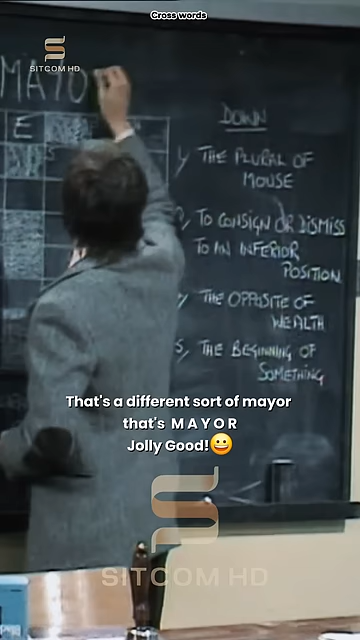 Cross words
SITCOM HD
MAYO
E
DOWN
THE PLURAL OF
MOUSE
TO CONSIGN OR DISMISS
TO AN INFERIOR
POSITION
THE OPPOSITE OF
WEALTH
5, THE BEGINNING OF
SOMETHING
That's a different sort of mayor
that's M A Y O R
Jolly Good!😀
SITCOM HD